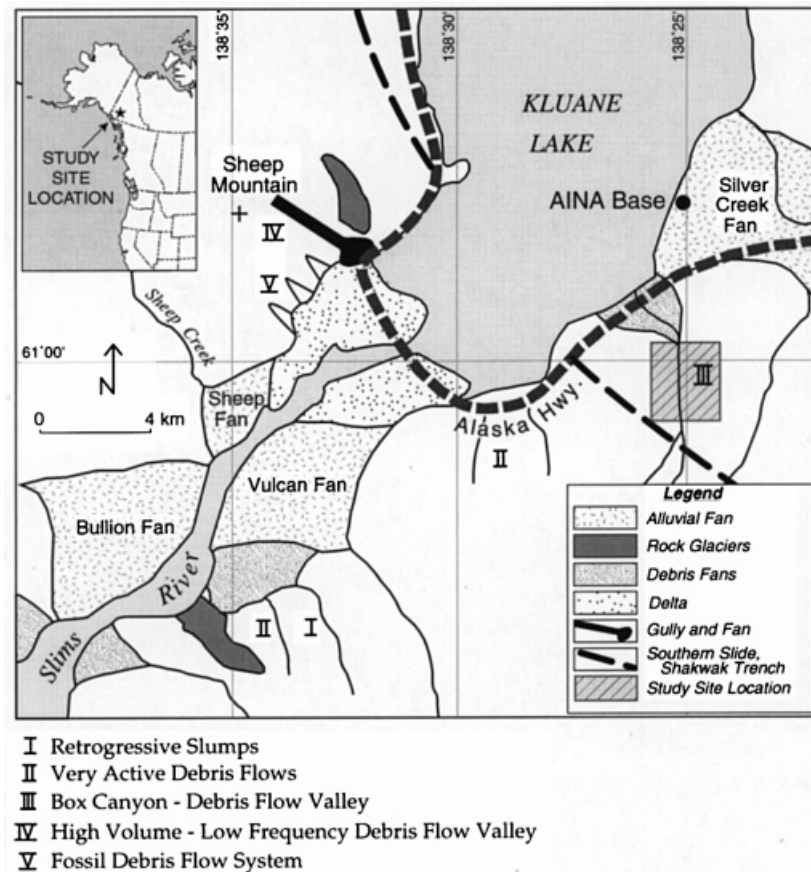 138°35'
138°30'
138°25'
KLUANE
LAKE
STUDY
SITE
LOCATION
Sheep
Mountain
AINA Base
Silver
Creek
Fan
IV
V
Sheep Creek
61°00'
N
0 4 km
Sheep
Fan
III
Alaska Hwy.
II
Vulcan Fan
Bullion Fan
Slims River
II I
Legend
Alluvial Fan
Rock Glaciers
Debris Fans
Delta
Gully and Fan
Southern Slide,
Shakwak Trench
Study Site Location
I Retrogressive Slumps
II Very Active Debris Flows
III Box Canyon - Debris Flow Valley
IV High Volume - Low Frequency Debris Flow Valley
V Fossil Debris Flow System